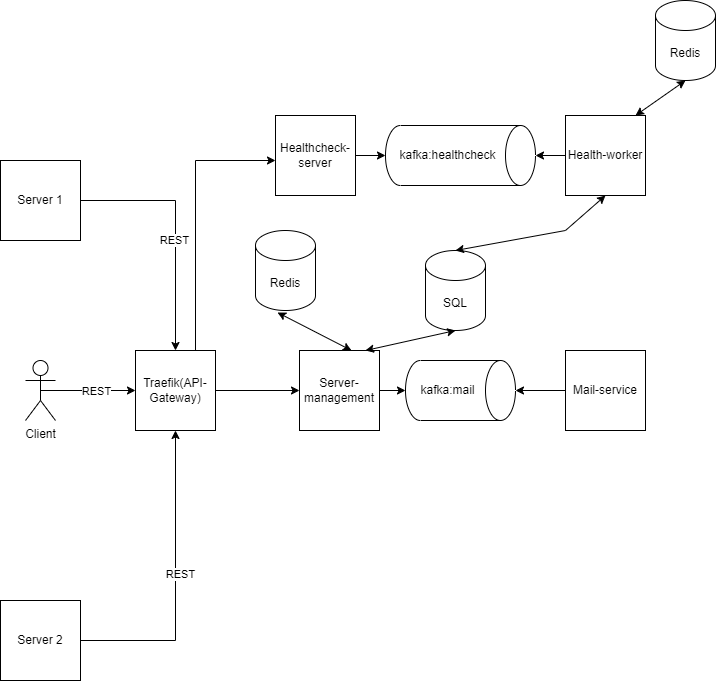 Redis
Healthcheck-
server
kafka:healthcheck
Health-worker
Server 1
REST
Redis
SQL
Client
REST
Traefik(API-
Gateway)
Server-
management
kafka:mail
Mail-service
REST
Server 2